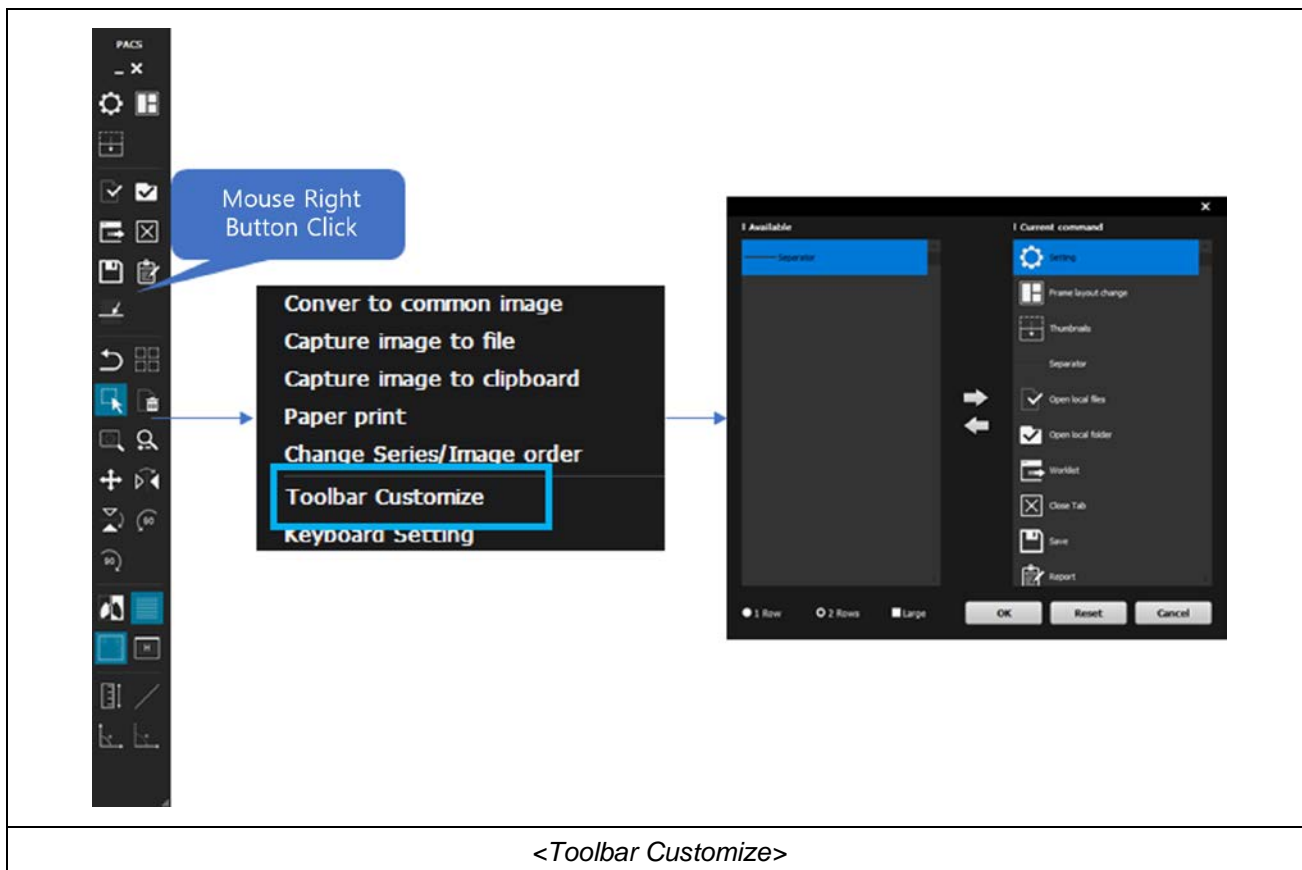 PACS
Mouse Right
Button Click
Conver to common image
Capture image to file
Capture image to clipboard
Paper print
Change Series/Image order
Toolbar Customize
Keyboard Setting
Available
Separator
Current command
Setting
Frame layout change
Thumbnails
Separator
Open local files
Open local folder
Worklist
Close Tab
Save
Report
1 Row
2 Rows
Large
OK
Reset
Cancel
90
90
H
<Toolbar Customize>